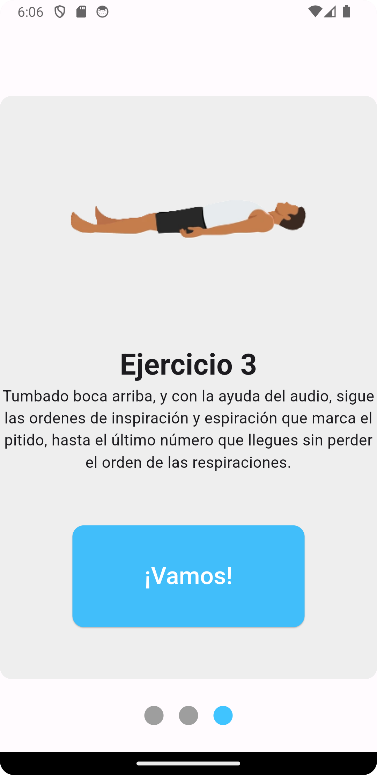 6:06
Ejercicio 3
Tumbado boca arriba, y con la ayuda del audio, sigue
las ordenes de inspiración y espiración que marca el
pitido, hasta el último número que llegues sin perder
el orden de las respiraciones.
¡Vamos!